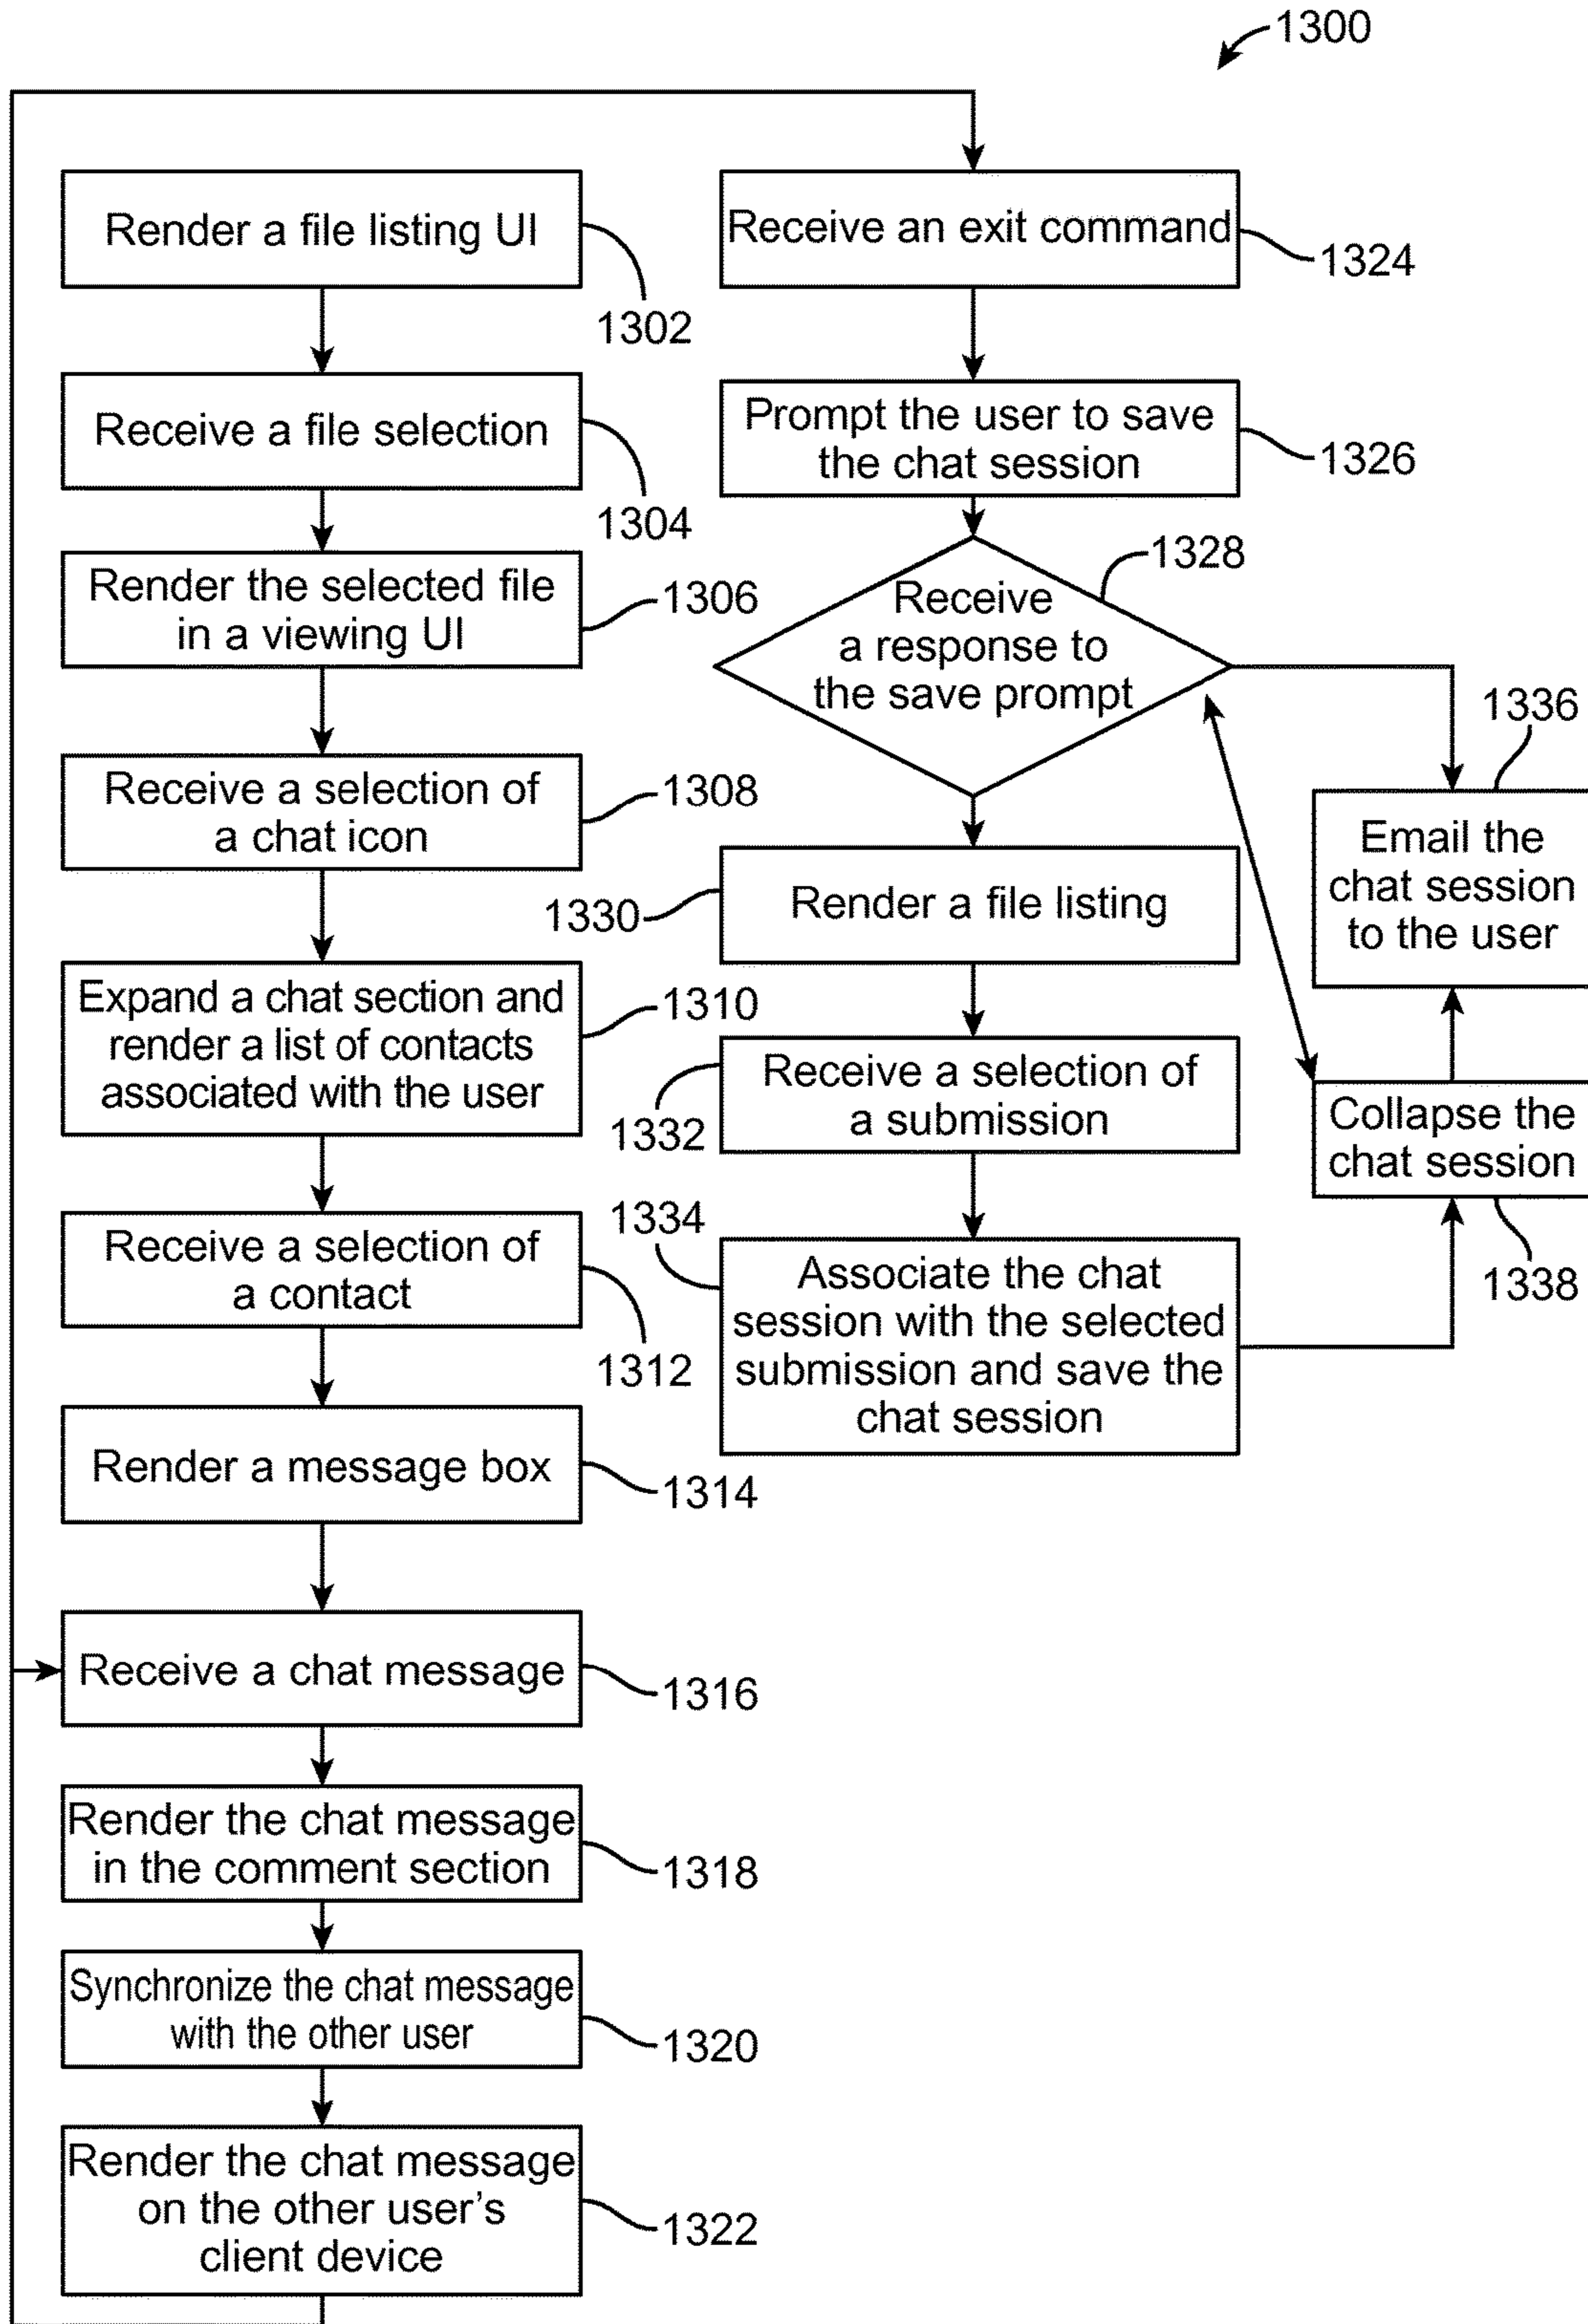 1300
Render a file listing UI
1302
Receive a file selection
1304
Render the selected file
in a viewing UI
1306
Receive a selection of
a chat icon
1308
Expand a chat section and
render a list of contacts
associated with the user
1310
Receive a selection of
a contact
1312
Render a message box
1314
Receive a chat message
1316
Render the chat message
in the comment section
1318
Synchronize the chat message
with the other user
1320
Render the chat message
on the other user's
client device
1322
Receive an exit command
1324
Prompt the user to save
the chat session
1326
Receive
a response to
the save prompt
1328
Render a file listing
1330
Receive a selection of
a submission
1332
Associate the chat
session with the selected
submission and save the
chat session
1334
1336
Email the
chat session
to the user
Collapse the
chat session
1338